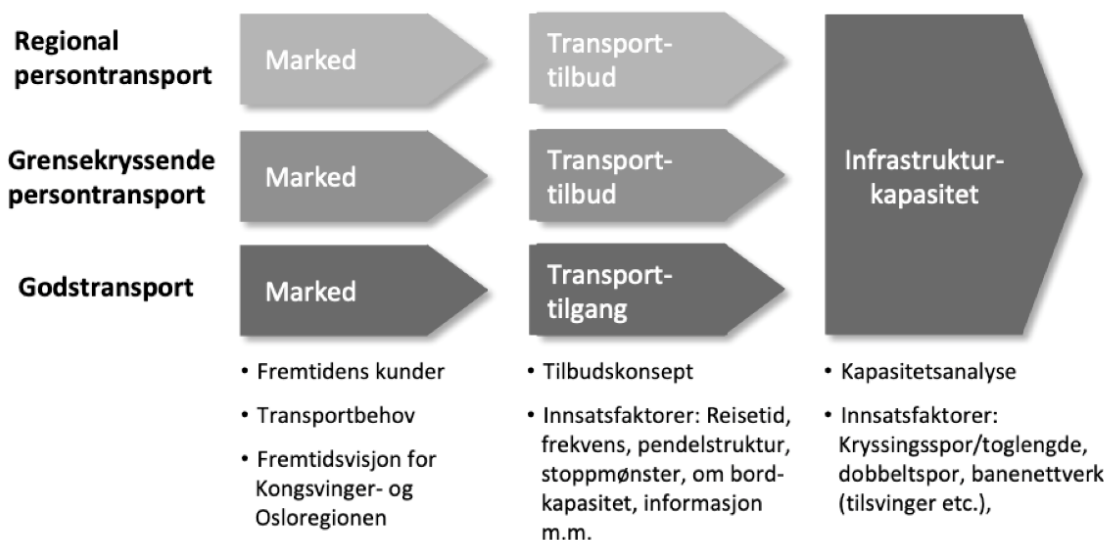 Regional
persontransport
Marked
Transport-
tilbud
Grensekryssende
persontransport
Marked
Transport-
tilbud
Infrastruktur-
kapasitet
Godstransport
Marked
Transport-
tilgang
• Fremtidens kunder
• Transportbehov
• Fremtidsvisjon for
Kongsvinger- og
Osloregionen
• Tilbudskonsept
• Innsatsfaktorer: Reisetid,
frekvens, pendelstruktur,
stoppmønster, om bord-
kapasitet, informasjon
m.m.
• Kapasitetsanalyse
• Innsatsfaktorer:
Kryssingsspor/toglengde,
dobbeltspor, banenettverk
(tilsvinger etc.),